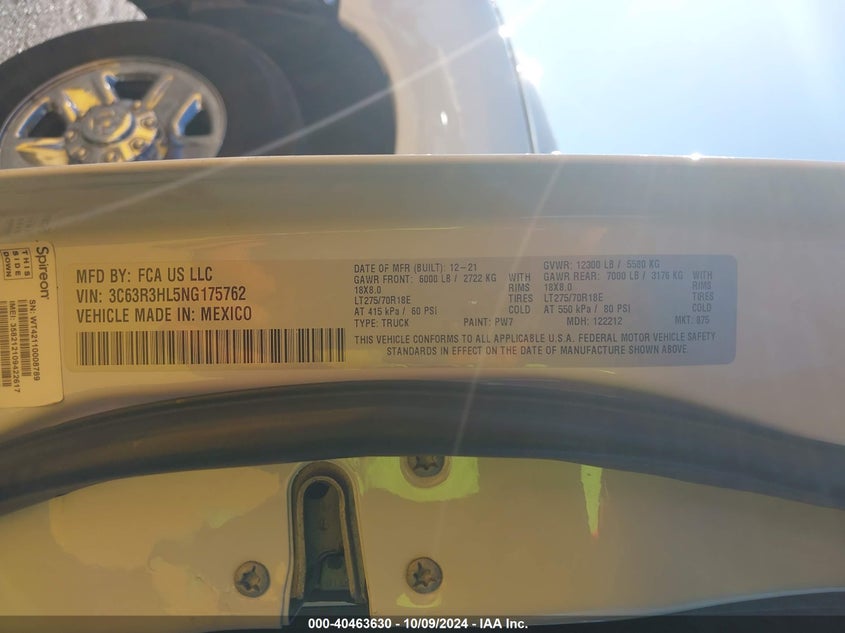 Spireon
THIS
SIDE
DOWN
SN: WT42110008789
MFD BY: FCA US LLC
VIN: 3C63R3HL5NG175762
VEHICLE MADE IN: MEXICO
DATE OF MFR (BUILT): 12-21
GAWR FRONT: 6000 LB / 2722 KG WITH
18X8.0 RIMS
LT275/70R18E TIRES
AT 415 kPa / 60 PSI COLD
TYPE: TRUCK PAINT: PW7
GVWR: 12300 LB / 5580 KG
GAWR REAR: 7000 LB / 3176 KG WITH
18X8.0 RIMS
LT275/70R18E TIRES
AT 550 kPa / 80 PSI COLD
MDH: 122212 MKT: 875
THIS VEHICLE CONFORMS TO ALL APPLICABLE U.S.A. FEDERAL MOTOR VEHICLE SAFETY
STANDARDS IN EFFECT ON THE DATE OF MANUFACTURE SHOWN ABOVE.
000-40463630 - 10/09/2024 - IAA Inc.